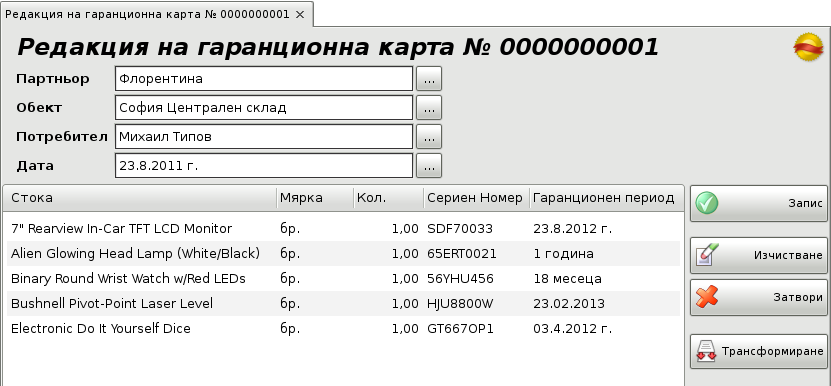 Редакция на гаранционна карта № 0000000001 ×
Редакция на гаранционна карта № 0000000001
Партньор Флорентина ...
Обект София Централен склад ...
Потребител Михаил Типов ...
Дата 23.8.2011 г. ...
Стока Мярка Кол. Сериен Номер Гаранционен период
7" Rearview In-Car TFT LCD Monitor бр. 1,00 SDF70033 23.8.2012 г.
Alien Glowing Head Lamp (White/Black) бр. 1,00 65ERT0021 1 година
Binary Round Wrist Watch w/Red LEDs бр. 1,00 56YHU456 18 месеца
Bushnell Pivot-Point Laser Level бр. 1,00 HJU8800W 23.02.2013
Electronic Do It Yourself Dice бр. 1,00 GT667OP1 03.4.2012 г.
Запис
Изчистване
Затвори
Трансформиране